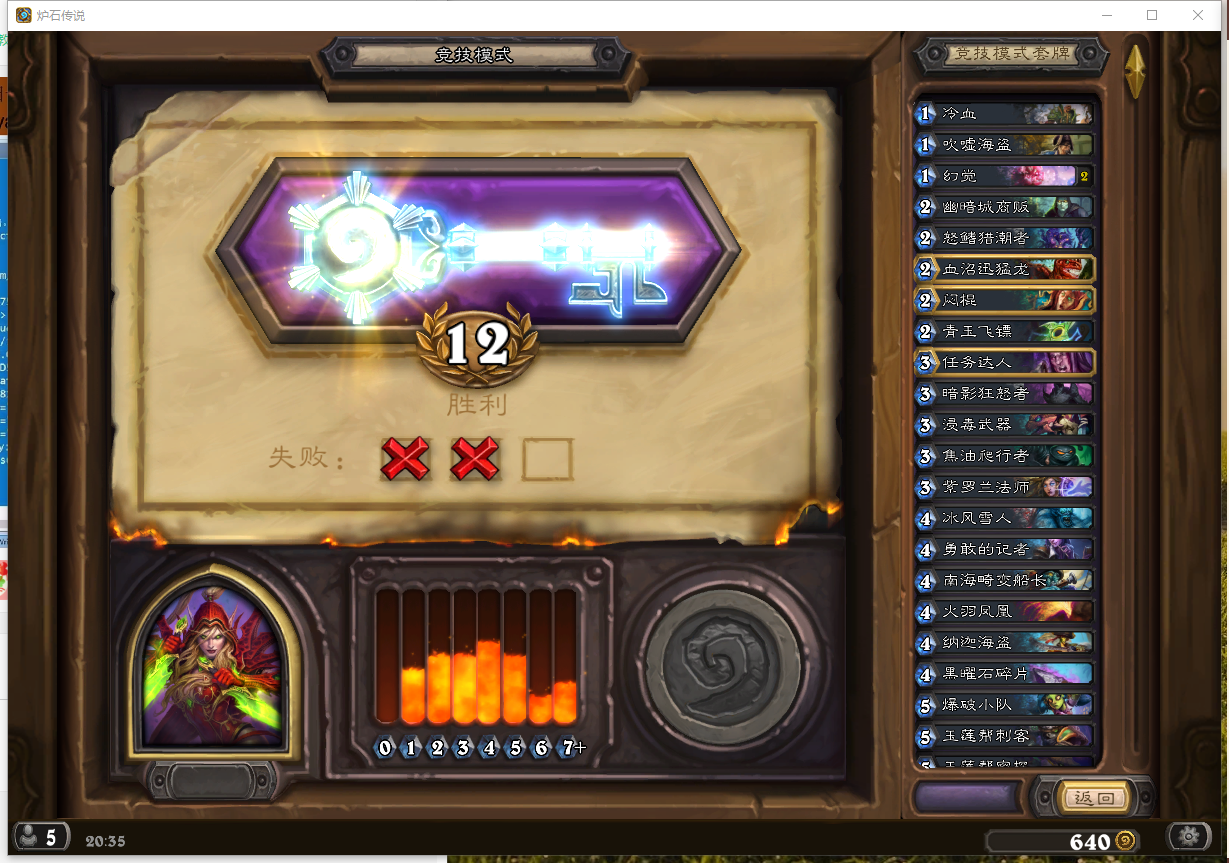 炉石传说
竞技模式
12
胜利
失败：
0 1 2 3 4 5 6 7+
竞技模式套牌
1 冷血
1 吹嘘海盗
1 幻觉 2
2 幽暗城商贩
2 怒鳍猎潮者
2 血沼迅猛龙
2 闷棍
2 青玉飞镖
3 任务达人
3 暗影狂怒者
3 浸毒武器
3 焦油爬行者
3 紫罗兰法师
4 冰风雪人
4 勇敢的记者
4 南海畸变船长
4 火羽凤凰
4 纳迦海盗
4 黑曜石碎片
5 爆破小队
5 玉莲帮刺客
返回
5
20:35
640